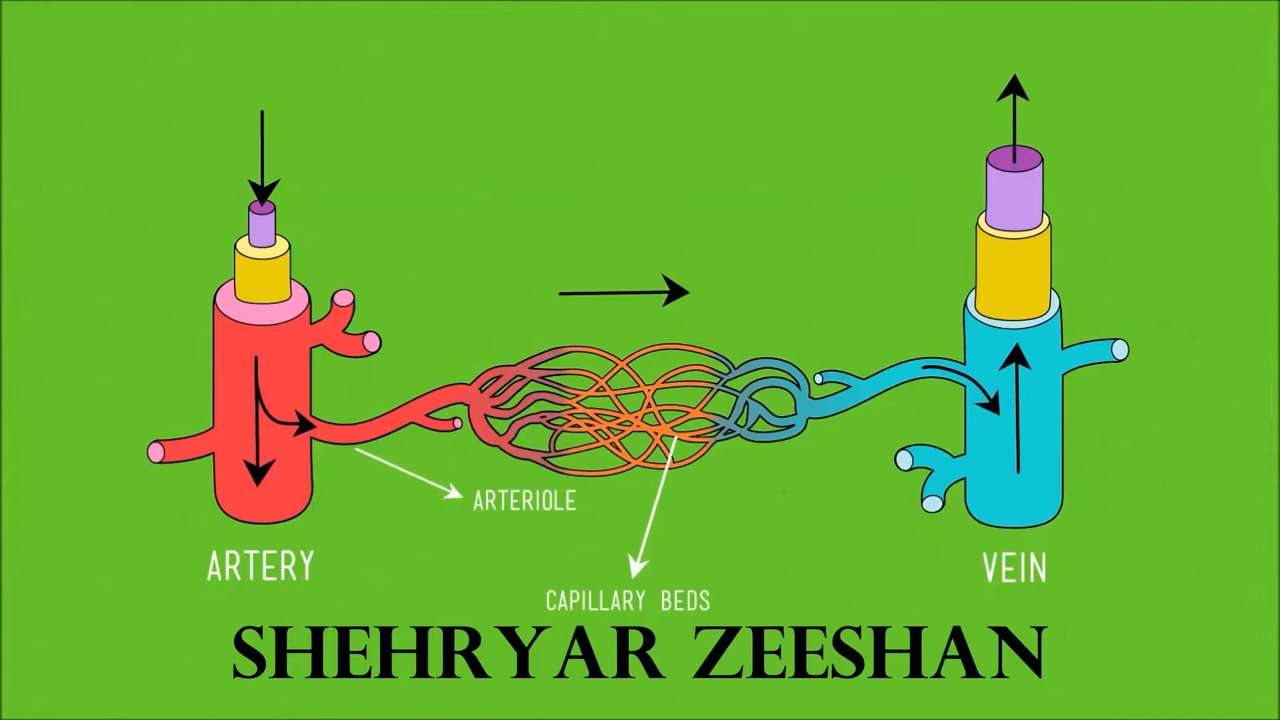 ARTERIOLE
ARTERY
VEIN
CAPILLARY BEDS
SHEHRYAR ZEESHAN